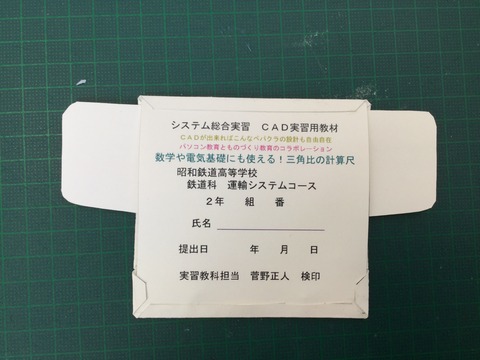 システム総合実習　ＣＡＤ実習用教材
ＣＡＤが出来ればこんなペパクラの設計も自由自在
パソコン教育とものづくり教育のコラボレーション
数学や電気基礎にも使える！三角比の計算尺
昭和鉄道高等学校
鉄道科　運輸システムコース
２年　組　番
氏名
提出日　年　月　日
実習教科担当　菅野正人　検印